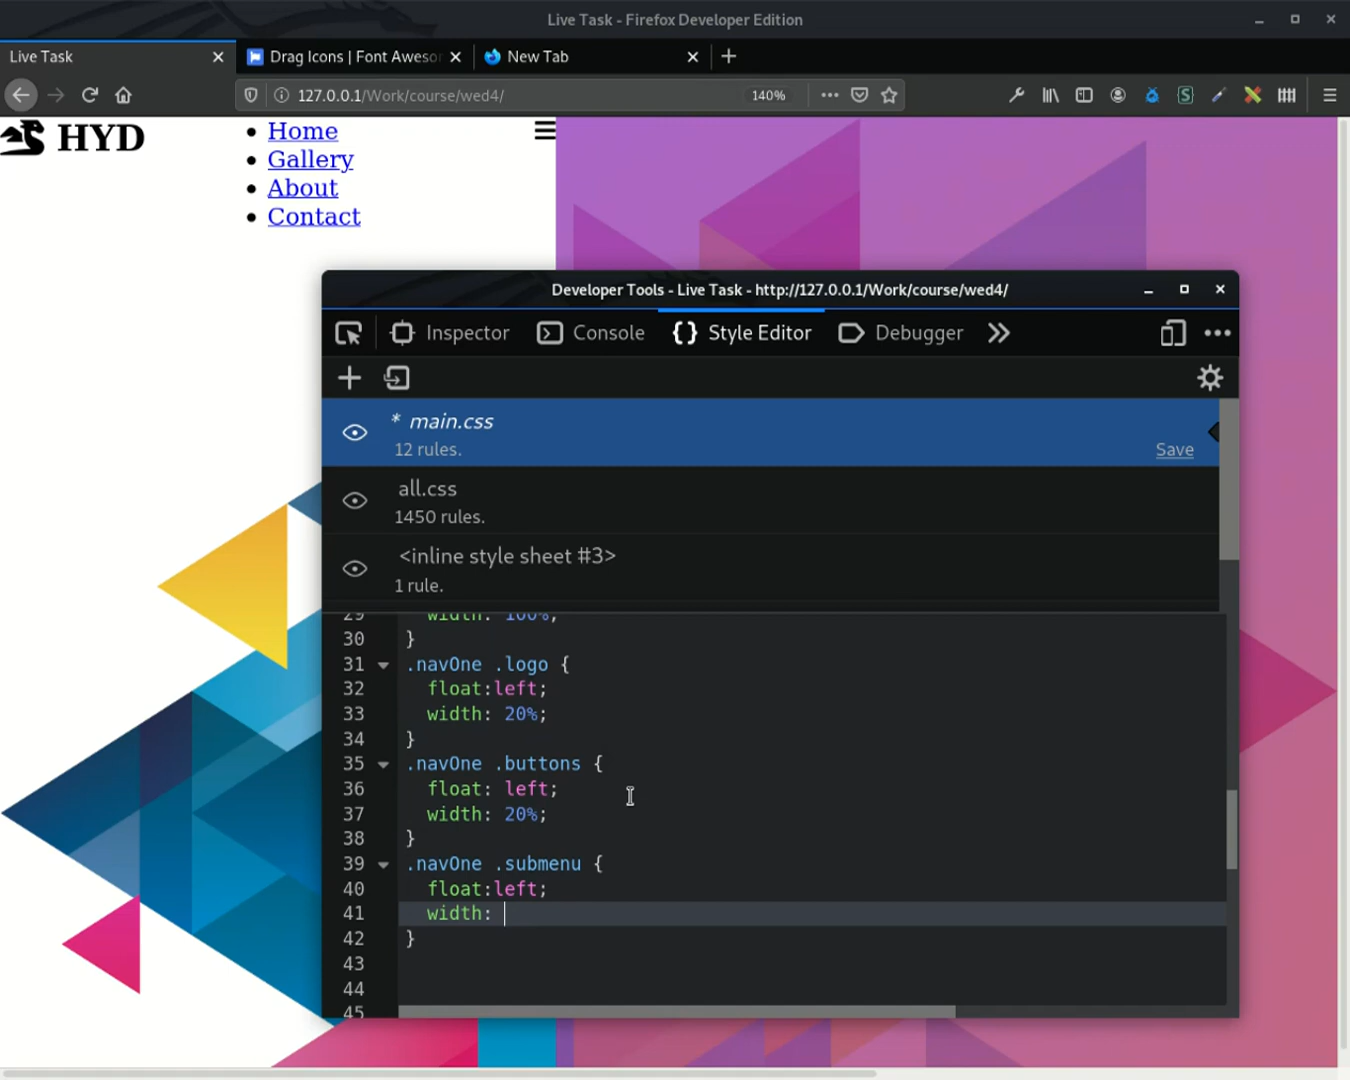 Live Task - Firefox Developer Edition
Live Task
Drag Icons | Font Aweso
New Tab
127.0.0.1/Work/course/wed4/
140%
HYD
Home
Gallery
About
Contact
Developer Tools - Live Task - http://127.0.0.1/Work/course/wed4/
Inspector
Console
{} Style Editor
Debugger
* main.css
12 rules.
Save
all.css
1450 rules.
<inline style sheet #3>
1 rule.
29 width: 100%;
30 }
31 .navOne .logo {
32 float:left;
33 width: 20%;
34 }
35 .navOne .buttons {
36 float: left;
37 width: 20%;
38 }
39 .navOne .submenu {
40 float:left;
41 width:
42 }
43
44
45